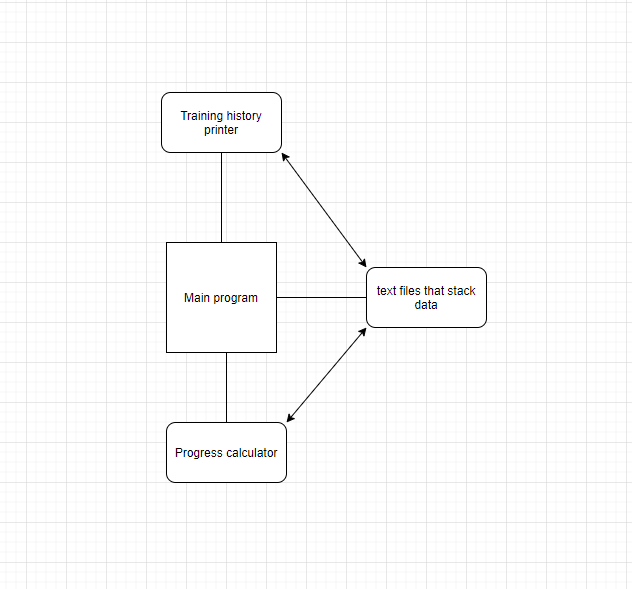 Training history
printer
Main program
text files that stack
data
Progress calculator